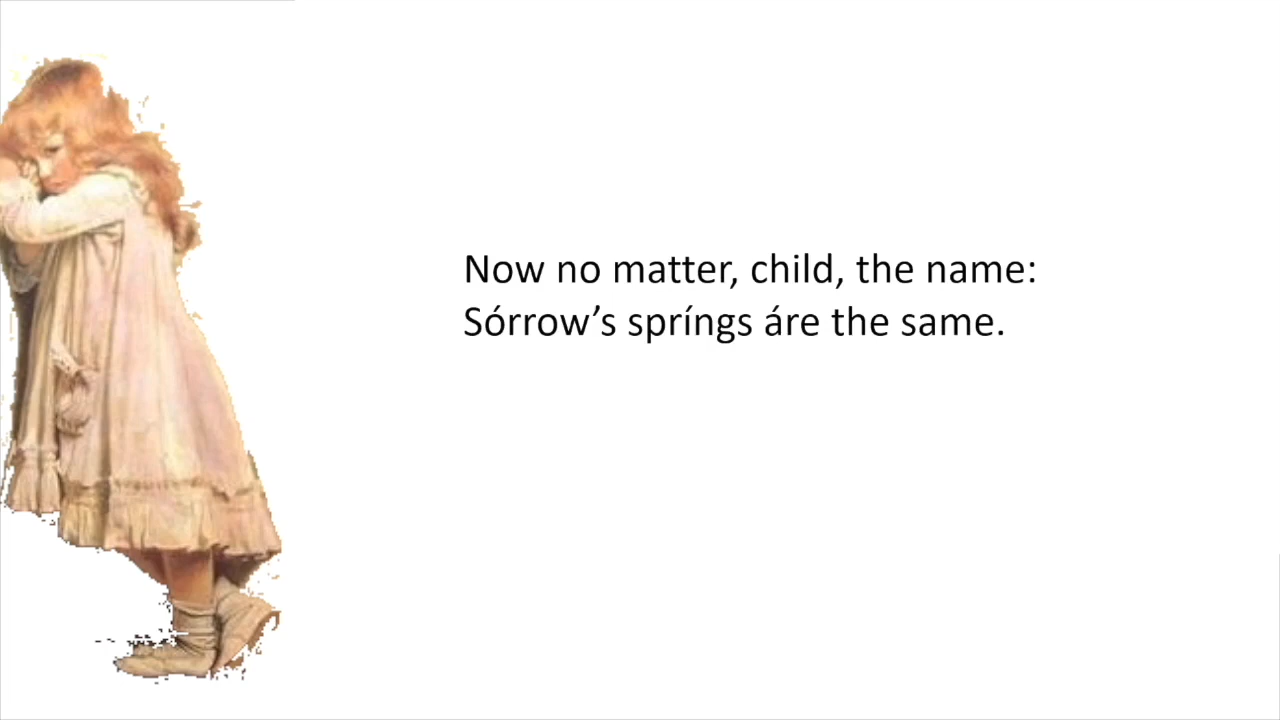 Now no matter, child, the name:
Sórrow’s spríngs áre the same.